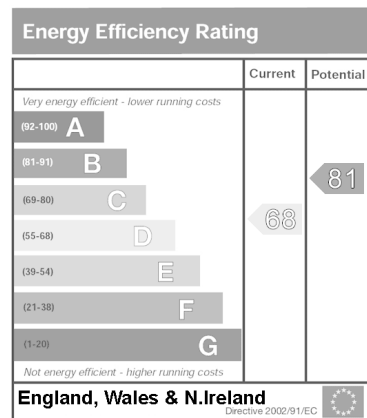 Energy Efficiency Rating
Current Potential
Very energy efficient - lower running costs
(92-100) A
(81-91) B
(69-80) C
(55-68) D
(39-54) E
(21-38) F
(1-20) G
68
81
Not energy efficient - higher running costs
England, Wales & N.Ireland
Directive 2002/91/EC